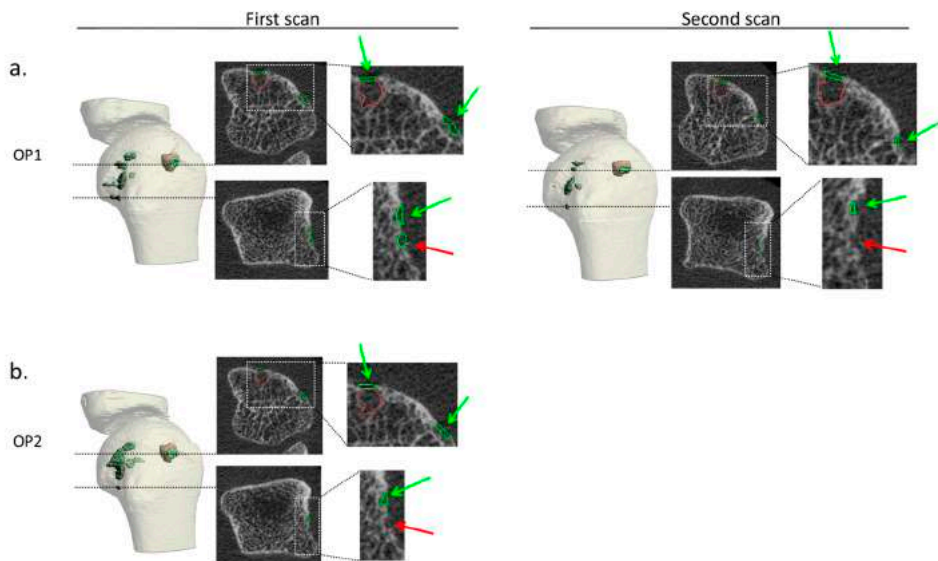 First scan
Second scan
a.
OP1
b.
OP2